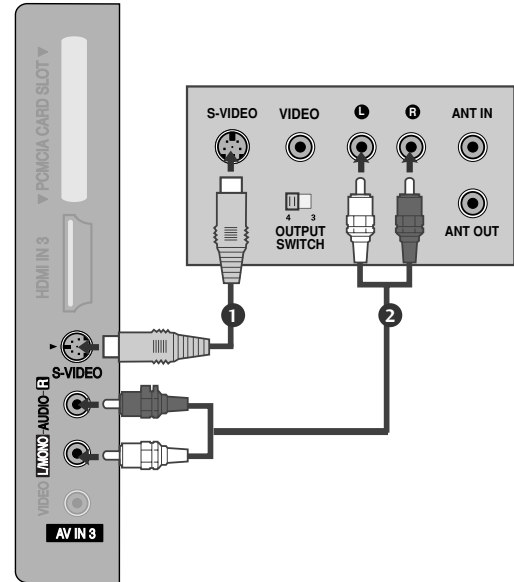 ▼ PCMCIA CARD SLOT ▼
HDMI IN 3
S-VIDEO
VIDEO L/MONO-AUDIO-R
AV IN 3
S-VIDEO VIDEO L R ANT IN
4 3
OUTPUT
SWITCH
ANT OUT
1
2